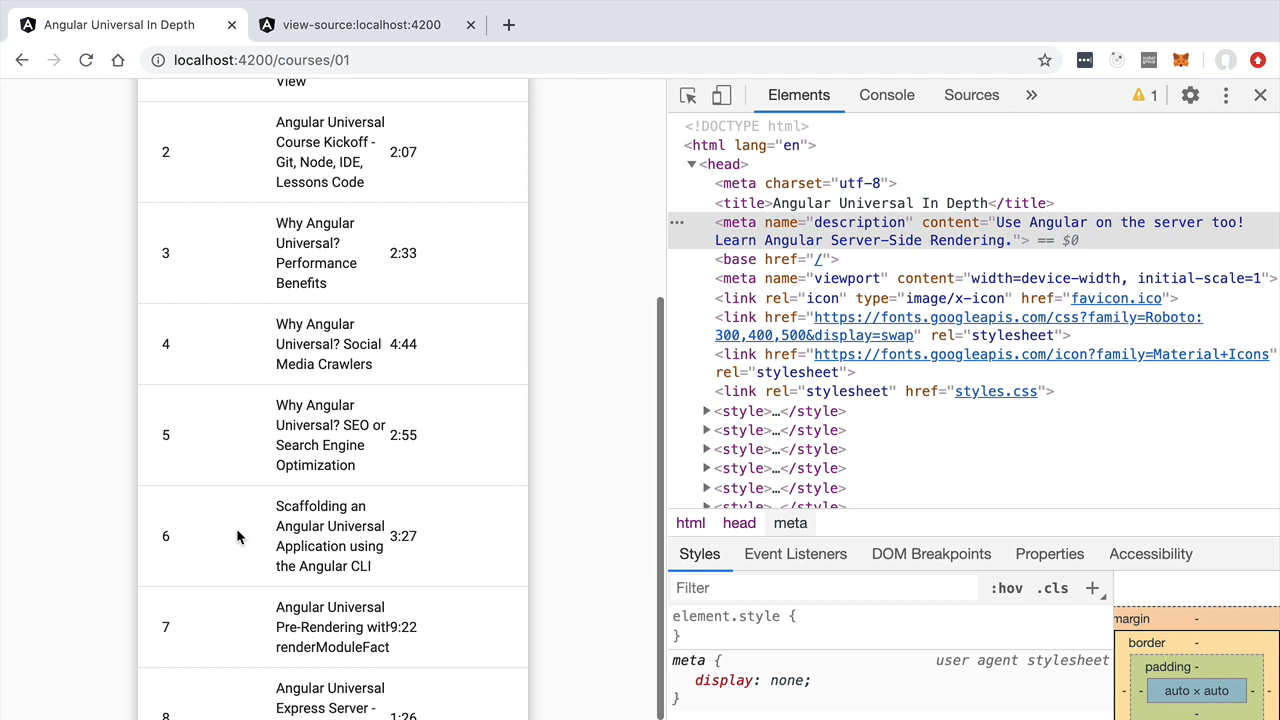 Angular Universal In Depth
view-source:localhost:4200
localhost:4200/courses/01
View
2
Angular Universal
Course Kickoff -
Git, Node, IDE,
Lessons Code
2:07
3
Why Angular
Universal?
Performance
Benefits
2:33
4
Why Angular
Universal? Social
Media Crawlers
4:44
5
Why Angular
Universal? SEO or
Search Engine
Optimization
2:55
6
Scaffolding an
Angular Universal
Application using
the Angular CLI
3:27
7
Angular Universal
Pre-Rendering with
renderModuleFact
9:22
8
Angular Universal
Express Server -
1:26
Elements Console Sources » 1
<!DOCTYPE html>
<html lang="en">
<head>
<meta charset="utf-8">
<title>Angular Universal In Depth</title>
<meta name="description" content="Use Angular on the server too!
Learn Angular Server-Side Rendering."> == $0
<base href="/">
<meta name="viewport" content="width=device-width, initial-scale=1">
<link rel="icon" type="image/x-icon" href="favicon.ico">
<link href="https://fonts.googleapis.com/css?family=Roboto:
300,400,500&display=swap" rel="stylesheet">
<link href="https://fonts.googleapis.com/icon?family=Material+Icons"
rel="stylesheet">
<link rel="stylesheet" href="styles.css">
<style>…</style>
<style>…</style>
<style>…</style>
<style>…</style>
<style>…</style>
<style>…</style>
html head meta
Styles Event Listeners DOM Breakpoints Properties Accessibility
Filter :hov .cls +
element.style {
}
meta { user agent stylesheet
display: none;
}
margin -
border -
padding -
- - auto × auto - -
-